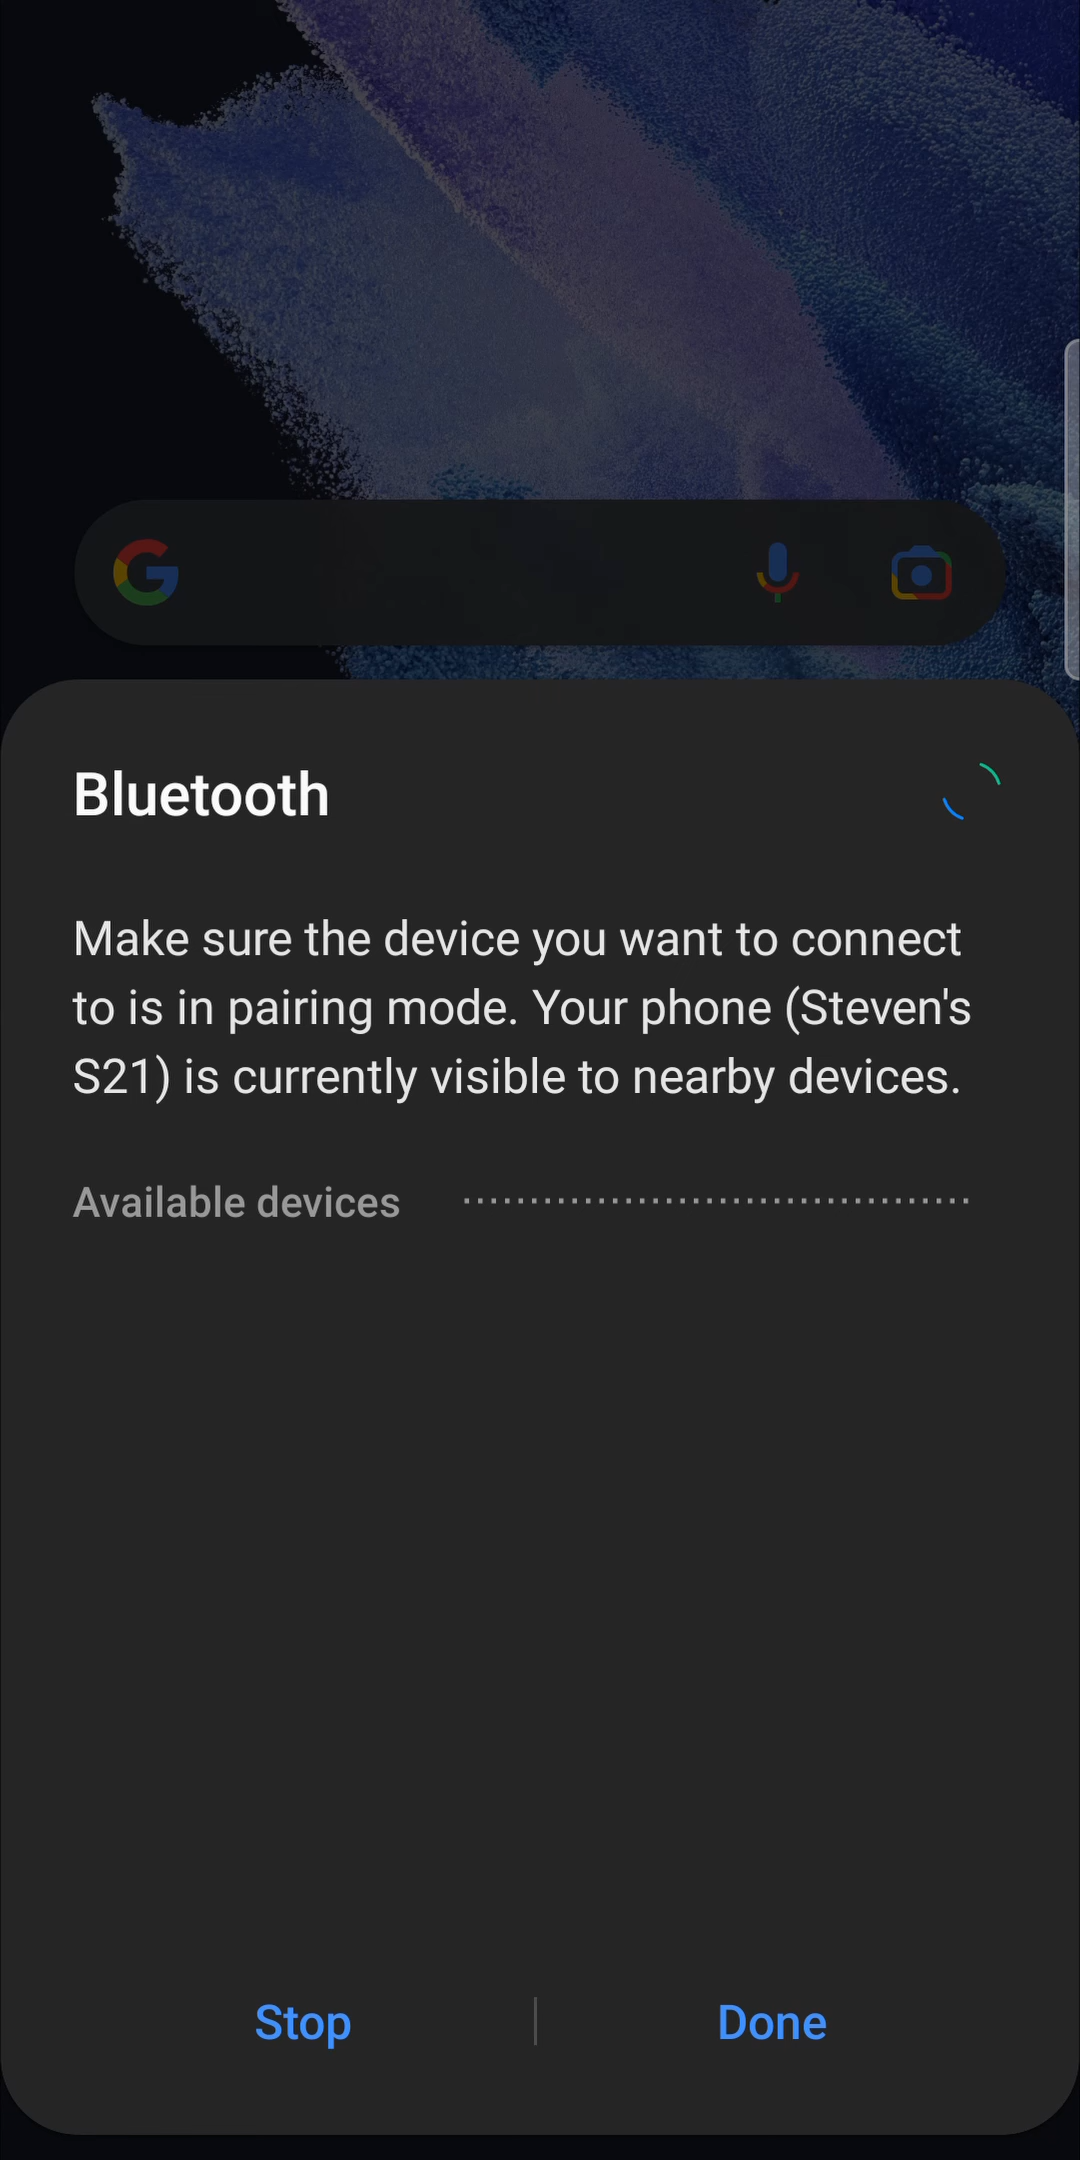 Bluetooth
Make sure the device you want to connect
to is in pairing mode. Your phone (Steven's
S21) is currently visible to nearby devices.
Available devices
Stop
Done